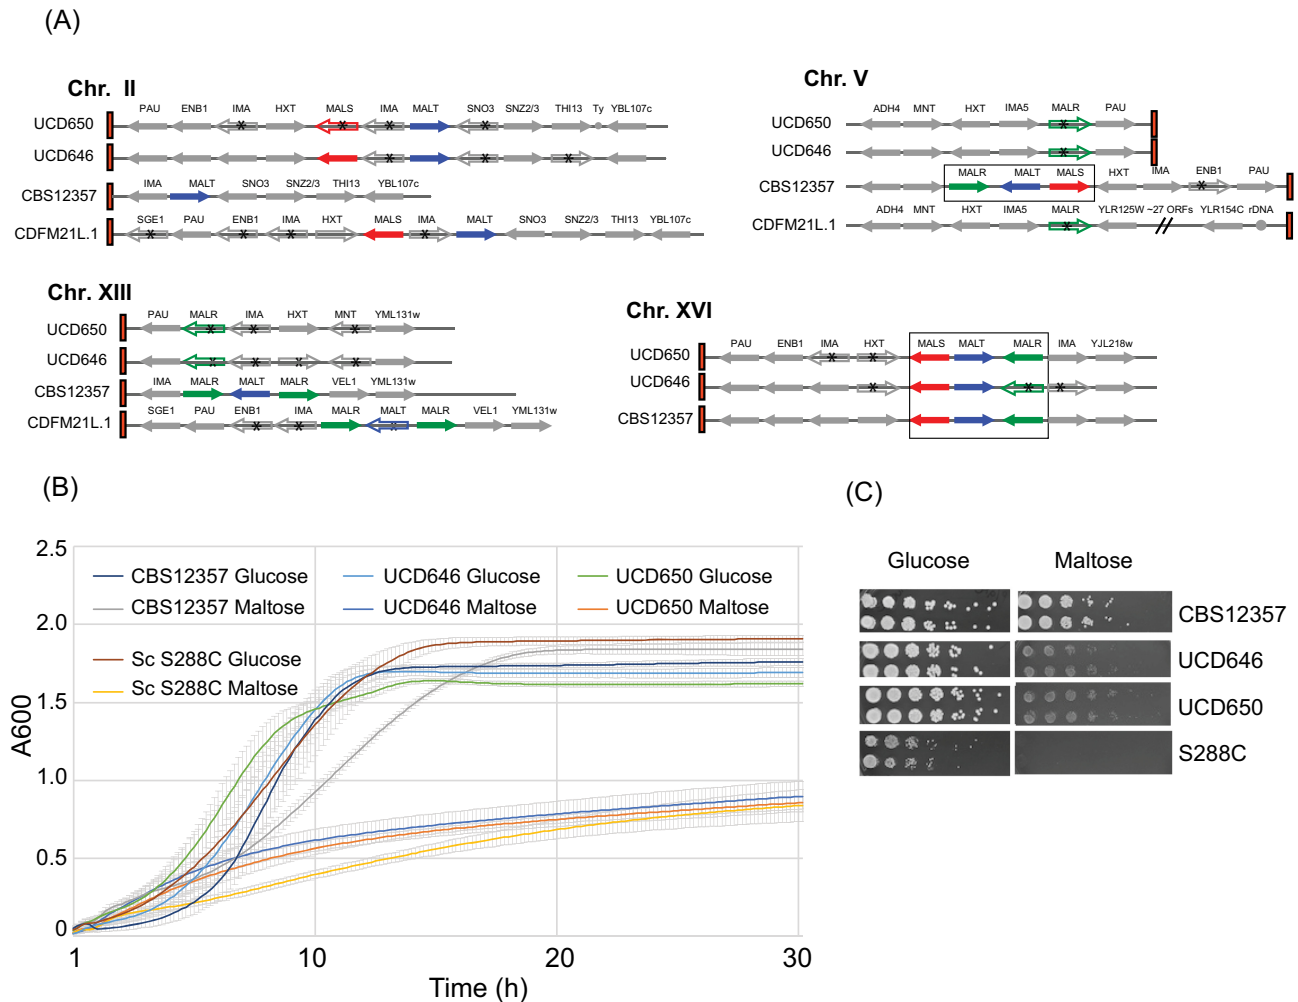 (A)
Chr. II
PAU ENB1 IMA HXT MALS IMA MALT SNO3 SNZ2/3 THI13 Ty YBL107c
UCD650
UCD646
IMA MALT SNO3 SNZ2/3 THI13 YBL107c
CBS12357
SGE1 PAU ENB1 IMA HXT MALS IMA MALT SNO3 SNZ2/3 THI13 YBL107c
CDFM21L.1
Chr. V
ADH4 MNT HXT IMA5 MALR PAU
UCD650
UCD646
MALR MALT MALS HXT IMA ENB1 PAU
CBS12357
ADH4 MNT HXT IMA5 MALR YLR125W ~27 ORFs YLR154C rDNA
CDFM21L.1
Chr. XIII
PAU MALR IMA HXT MNT YML131w
UCD650
UCD646
IMA MALR MALT MALR VEL1 YML131w
CBS12357
SGE1 PAU ENB1 IMA MALR MALT MALR VEL1 YML131w
CDFM21L.1
Chr. XVI
PAU ENB1 IMA HXT MALS MALT MALR IMA YJL218w
UCD650
UCD646
CBS12357
(B)
2.5
2.0
1.5
1.0
0.5
0
A600
CBS12357 Glucose UCD646 Glucose UCD650 Glucose
CBS12357 Maltose UCD646 Maltose UCD650 Maltose
Sc S288C Glucose
Sc S288C Maltose
1 10 20 30
Time (h)
(C)
Glucose Maltose
CBS12357
UCD646
UCD650
S288C